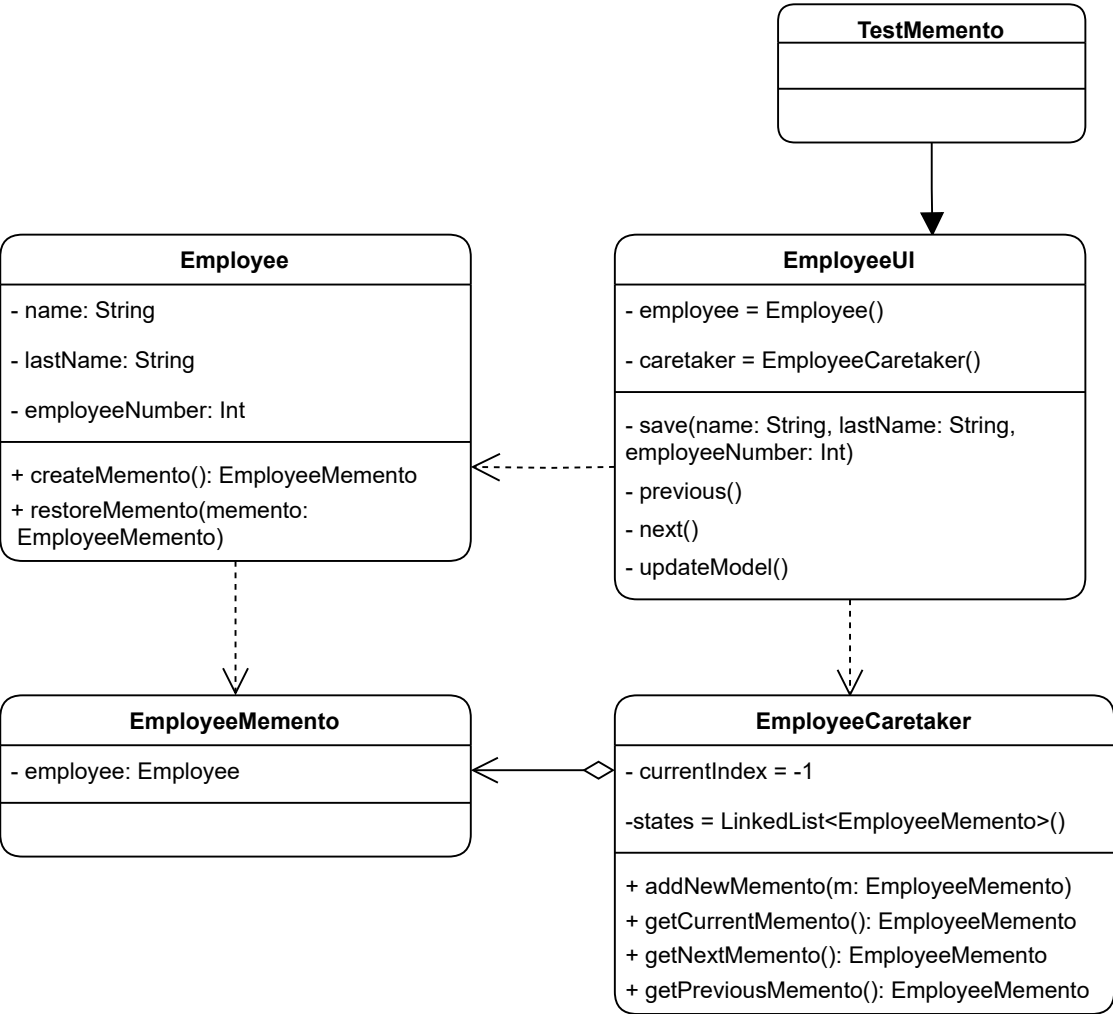 TestMemento
Employee
- name: String
- lastName: String
- employeeNumber: Int
+ createMemento(): EmployeeMemento
+ restoreMemento(memento:
EmployeeMemento)
EmployeeUI
- employee = Employee()
- caretaker = EmployeeCaretaker()
- save(name: String, lastName: String,
employeeNumber: Int)
- previous()
- next()
- updateModel()
EmployeeMemento
- employee: Employee
EmployeeCaretaker
- currentIndex = -1
-states = LinkedList<EmployeeMemento>()
+ addNewMemento(m: EmployeeMemento)
+ getCurrentMemento(): EmployeeMemento
+ getNextMemento(): EmployeeMemento
+ getPreviousMemento(): EmployeeMemento